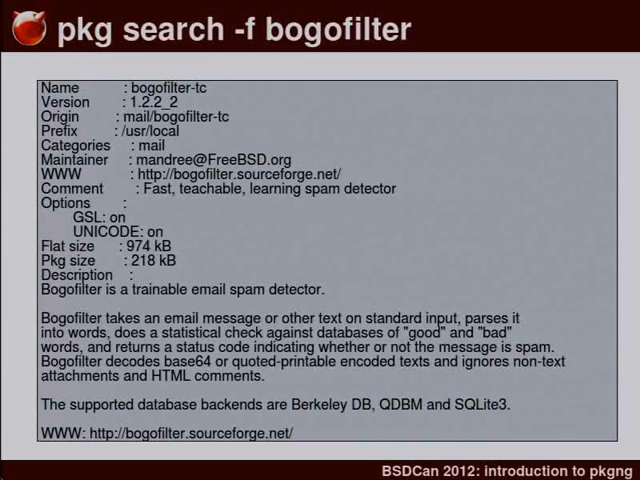 pkg search -f bogofilter
Name : bogofilter-tc
Version : 1.2.2_2
Origin : mail/bogofilter-tc
Prefix : /usr/local
Categories : mail
Maintainer : mandree@FreeBSD.org
WWW : http://bogofilter.sourceforge.net/
Comment : Fast, teachable, learning spam detector
Options :
GSL: on
UNICODE: on
Flat size : 974 kB
Pkg size : 218 kB
Description :
Bogofilter is a trainable email spam detector.
Bogofilter takes an email message or other text on standard input, parses it
into words, does a statistical check against databases of "good" and "bad"
words, and returns a status code indicating whether or not the message is spam.
Bogofilter decodes base64 or quoted-printable encoded texts and ignores non-text
attachments and HTML comments.
The supported database backends are Berkeley DB, QDBM and SQLite3.
WWW: http://bogofilter.sourceforge.net/
BSDCan 2012: introduction to pkgng